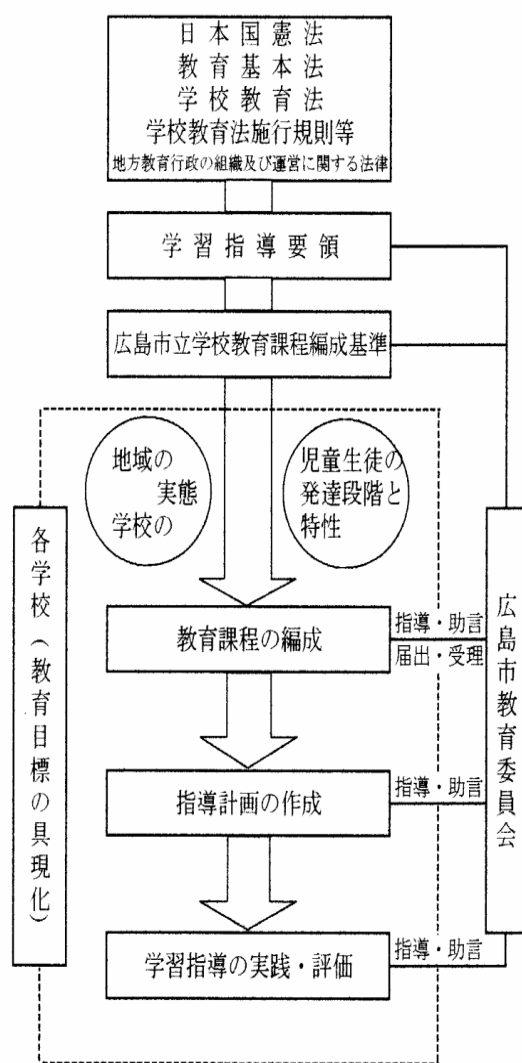 日本国憲法
教育基本法
学校教育法
学校教育法施行規則等
地方教育行政の組織及び運営に関する法律
学習指導要領
広島市立学校教育課程編成基準
地域の
実態
学校の
児童生徒の
発達段階と
特性
各学校（教育目標の具現化）
教育課程の編成
指導・助言
届出・受理
広島市教育委員会
指導計画の作成
指導・助言
学習指導の実践・評価
指導・助言